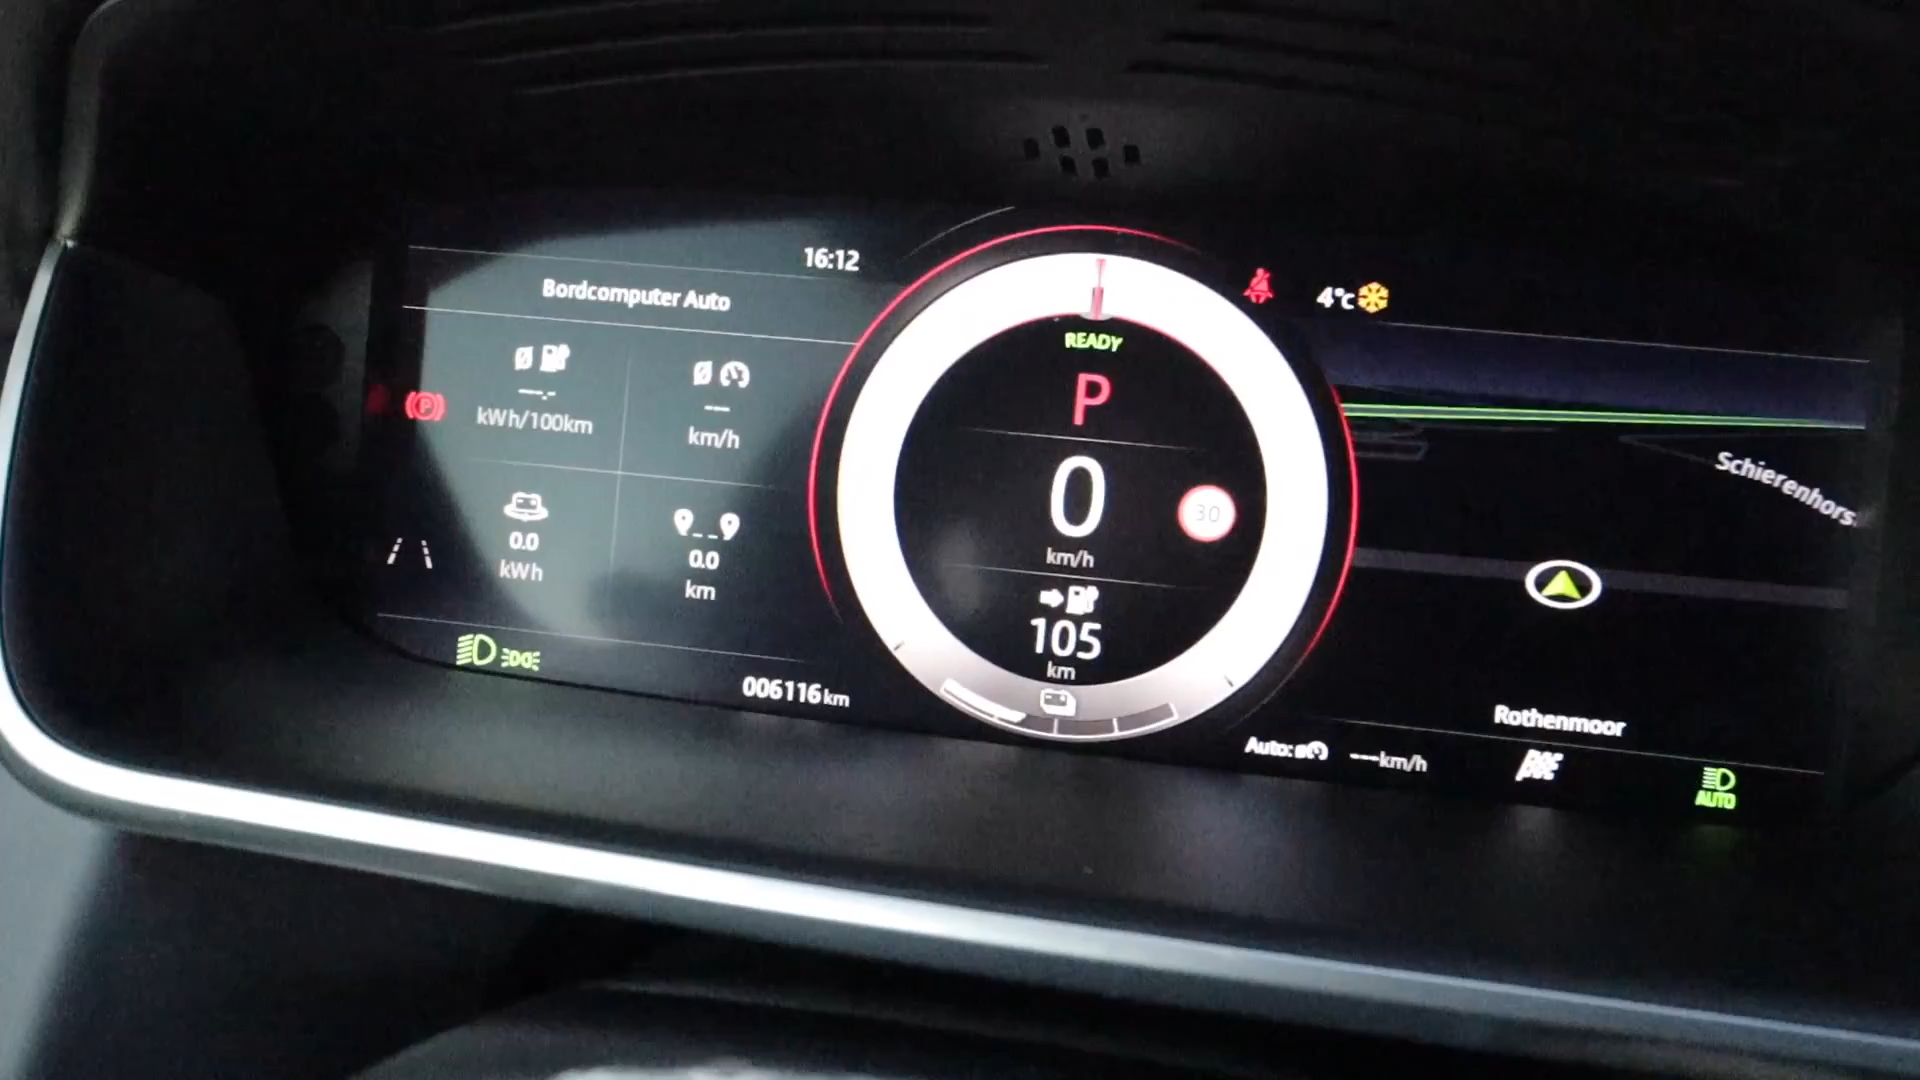 16:12
Bordcomputer Auto
Ø
--.-
kWh/100km
Ø
---
km/h
0.0
kWh
0.0
km
P
006116 km
READY
P
0
km/h
30
105
km
4°C
Schierenhors
Rothenmoor
Auto: ---km/h
AUTO